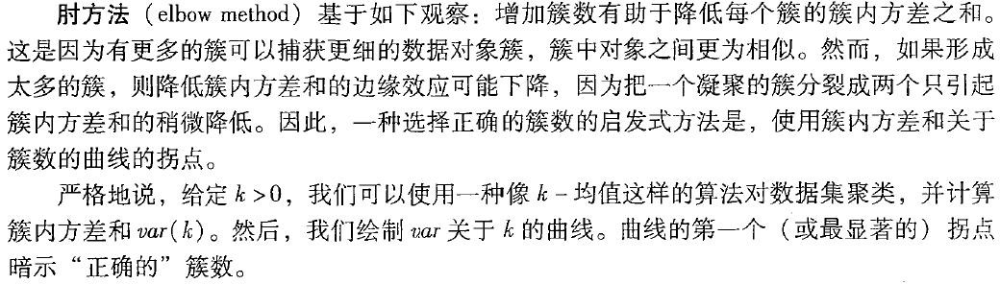 肘方法（elbow method）基于如下观察：增加簇数有助于降低每个簇的簇内方差之和。
这是因为有更多的簇可以捕获更细的数据对象簇，簇中对象之间更为相似。然而，如果形成
太多的簇，则降低簇内方差和的边缘效应可能下降，因为把一个凝聚的簇分裂成两个只引起
簇内方差和的稍微降低。因此，一种选择正确的簇数的启发式方法是，使用簇内方差和关于
簇数的曲线的拐点。
严格地说，给定 k >0，我们可以使用一种像 k - 均值这样的算法对数据集聚类，并计算
簇内方差和 var(k)。然后，我们绘制 var 关于 k 的曲线。曲线的第一个（或最显著的）拐点
暗示“正确的”簇数。